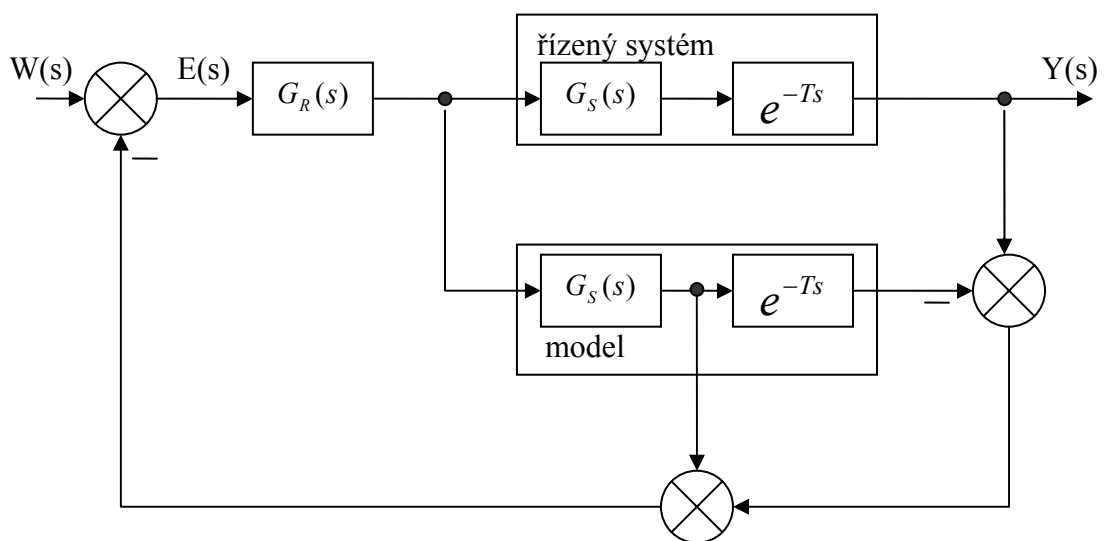 řízený systém
W(s)
E(s)
G_R(s)
G_S(s)
e^{-Ts}
Y(s)
—
G_S(s)
e^{-Ts}
—
model